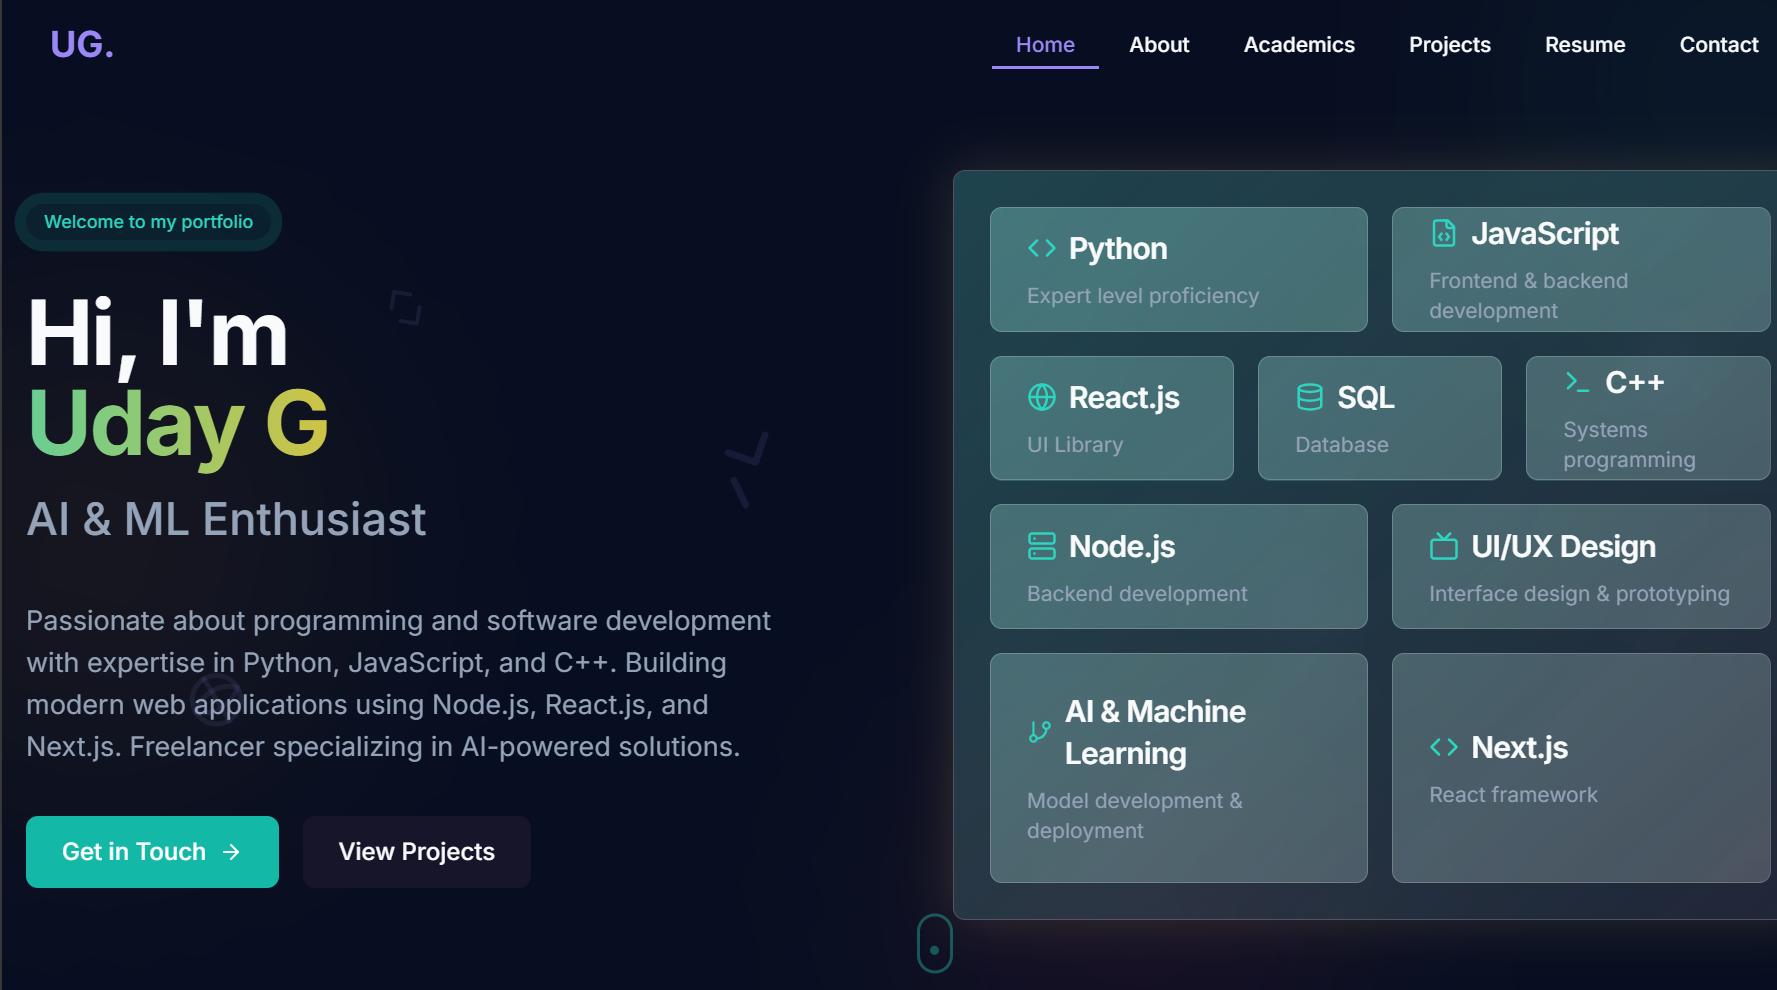 UG.
Home
About
Academics
Projects
Resume
Contact
Welcome to my portfolio
Hi, I'm
Uday G
AI & ML Enthusiast
Passionate about programming and software development
with expertise in Python, JavaScript, and C++. Building
modern web applications using Node.js, React.js, and
Next.js. Freelancer specializing in AI-powered solutions.
Get in Touch →
View Projects
Python
Expert level proficiency
JavaScript
Frontend & backend
development
React.js
UI Library
SQL
Database
C++
Systems
programming
Node.js
Backend development
UI/UX Design
Interface design & prototyping
AI & Machine
Learning
Model development &
deployment
Next.js
React framework